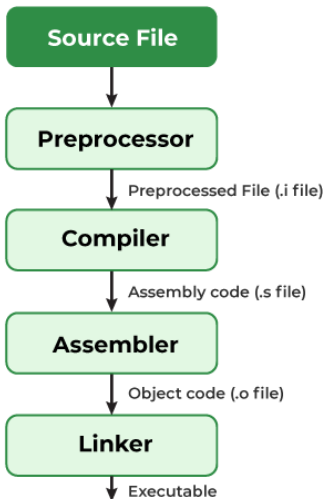 Source File
Preprocessor
Preprocessed File (.i file)
Compiler
Assembly code (.s file)
Assembler
Object code (.o file)
Linker
Executable